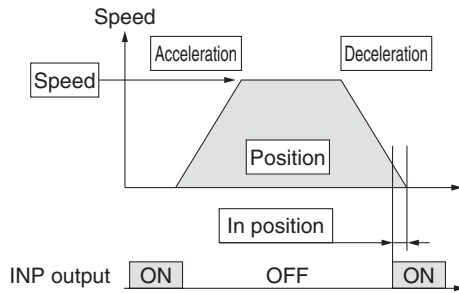 Speed
Acceleration
Deceleration
Speed
Position
In position
INP output
ON
OFF
ON